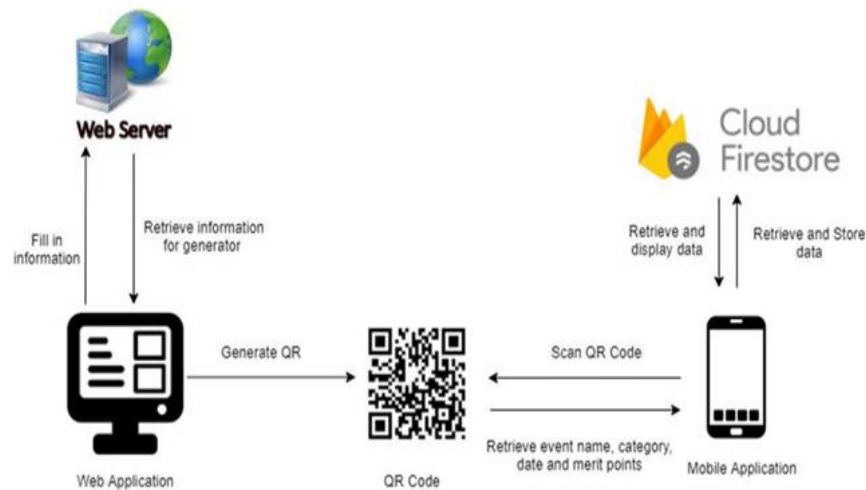 Web Server
Cloud
Firestore
Fill in
information
Retrieve information
for generator
Retrieve and
display data
Retrieve and Store
data
Generate QR
Scan QR Code
Retrieve event name, category,
date and merit points
Web Application
QR Code
Mobile Application